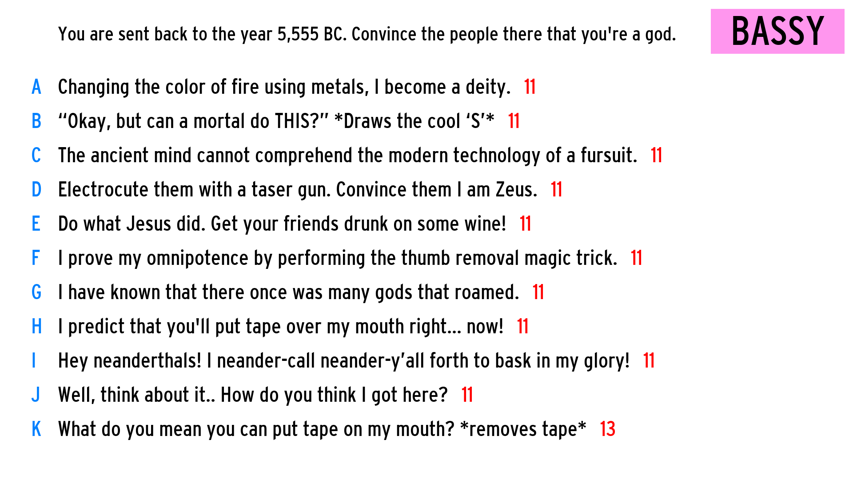 You are sent back to the year 5,555 BC. Convince the people there that you're a god.
BASSY
A Changing the color of fire using metals, I become a deity. 11
B “Okay, but can a mortal do THIS?” *Draws the cool ‘S’* 11
C The ancient mind cannot comprehend the modern technology of a fursuit. 11
D Electrocute them with a taser gun. Convince them I am Zeus. 11
E Do what Jesus did. Get your friends drunk on some wine! 11
F I prove my omnipotence by performing the thumb removal magic trick. 11
G I have known that there once was many gods that roamed. 11
H I predict that you'll put tape over my mouth right... now! 11
I Hey neanderthals! I neander-call neander-y’all forth to bask in my glory! 11
J Well, think about it.. How do you think I got here? 11
K What do you mean you can put tape on my mouth? *removes tape* 13